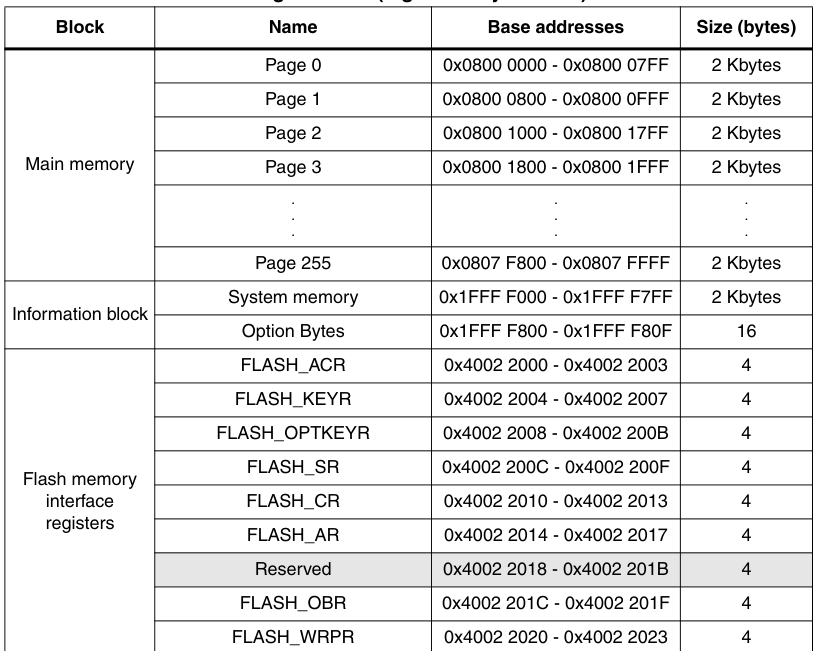 Block Name Base addresses Size (bytes)
Page 0 0x0800 0000 - 0x0800 07FF 2 Kbytes
Page 1 0x0800 0800 - 0x0800 0FFF 2 Kbytes
Page 2 0x0800 1000 - 0x0800 17FF 2 Kbytes
Main memory Page 3 0x0800 1800 - 0x0800 1FFF 2 Kbytes
. . .
. . .
. . .
Page 255 0x0807 F800 - 0x0807 FFFF 2 Kbytes
Information block System memory 0x1FFF F000 - 0x1FFF F7FF 2 Kbytes
Option Bytes 0x1FFF F800 - 0x1FFF F80F 16
FLASH_ACR 0x4002 2000 - 0x4002 2003 4
FLASH_KEYR 0x4002 2004 - 0x4002 2007 4
FLASH_OPTKEYR 0x4002 2008 - 0x4002 200B 4
Flash memory FLASH_SR 0x4002 200C - 0x4002 200F 4
interface FLASH_CR 0x4002 2010 - 0x4002 2013 4
registers FLASH_AR 0x4002 2014 - 0x4002 2017 4
Reserved 0x4002 2018 - 0x4002 201B 4
FLASH_OBR 0x4002 201C - 0x4002 201F 4
FLASH_WRPR 0x4002 2020 - 0x4002 2023 4